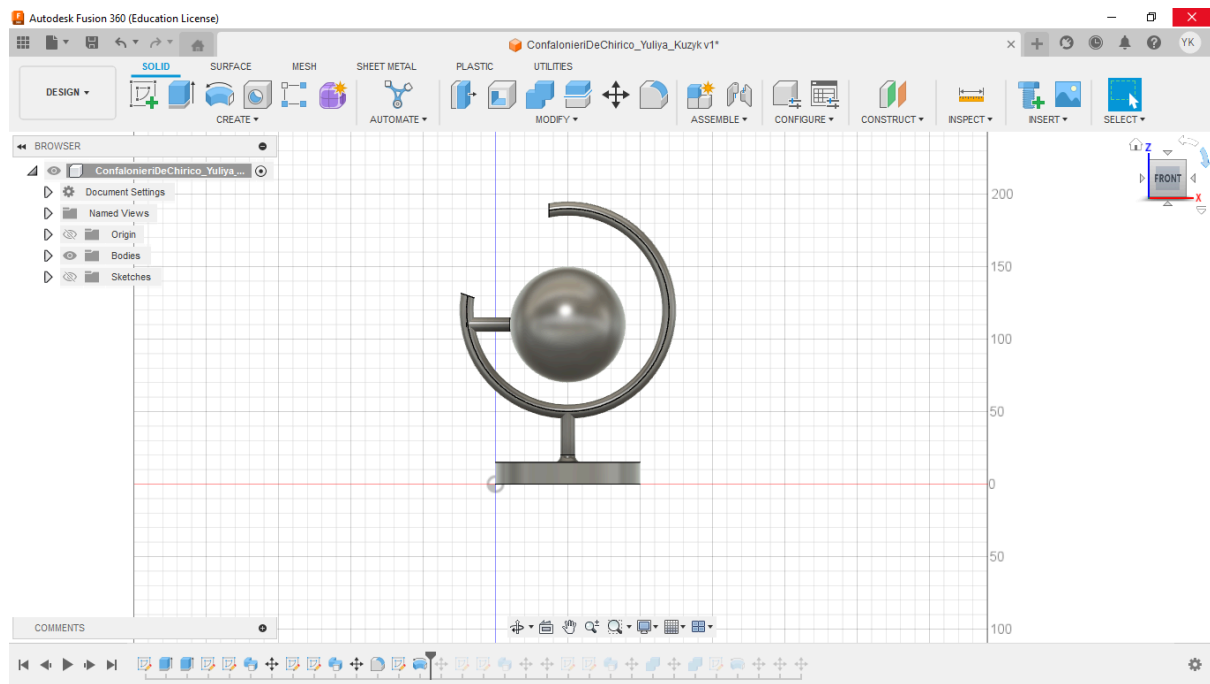 Autodesk Fusion 360 (Education License)
ConfalonieriDeChirico_Yuliya_Kuzyk v1*
YK
SOLID SURFACE MESH SHEET METAL PLASTIC UTILITIES
DESIGN
CREATE AUTOMATE MODIFY ASSEMBLE CONFIGURE CONSTRUCT INSPECT INSERT SELECT
BROWSER
ConfalonieriDeChirico_Yuliya_...
Document Settings
Named Views
Origin
Bodies
Sketches
Z
FRONT
X
200
150
100
50
0
50
100
COMMENTS